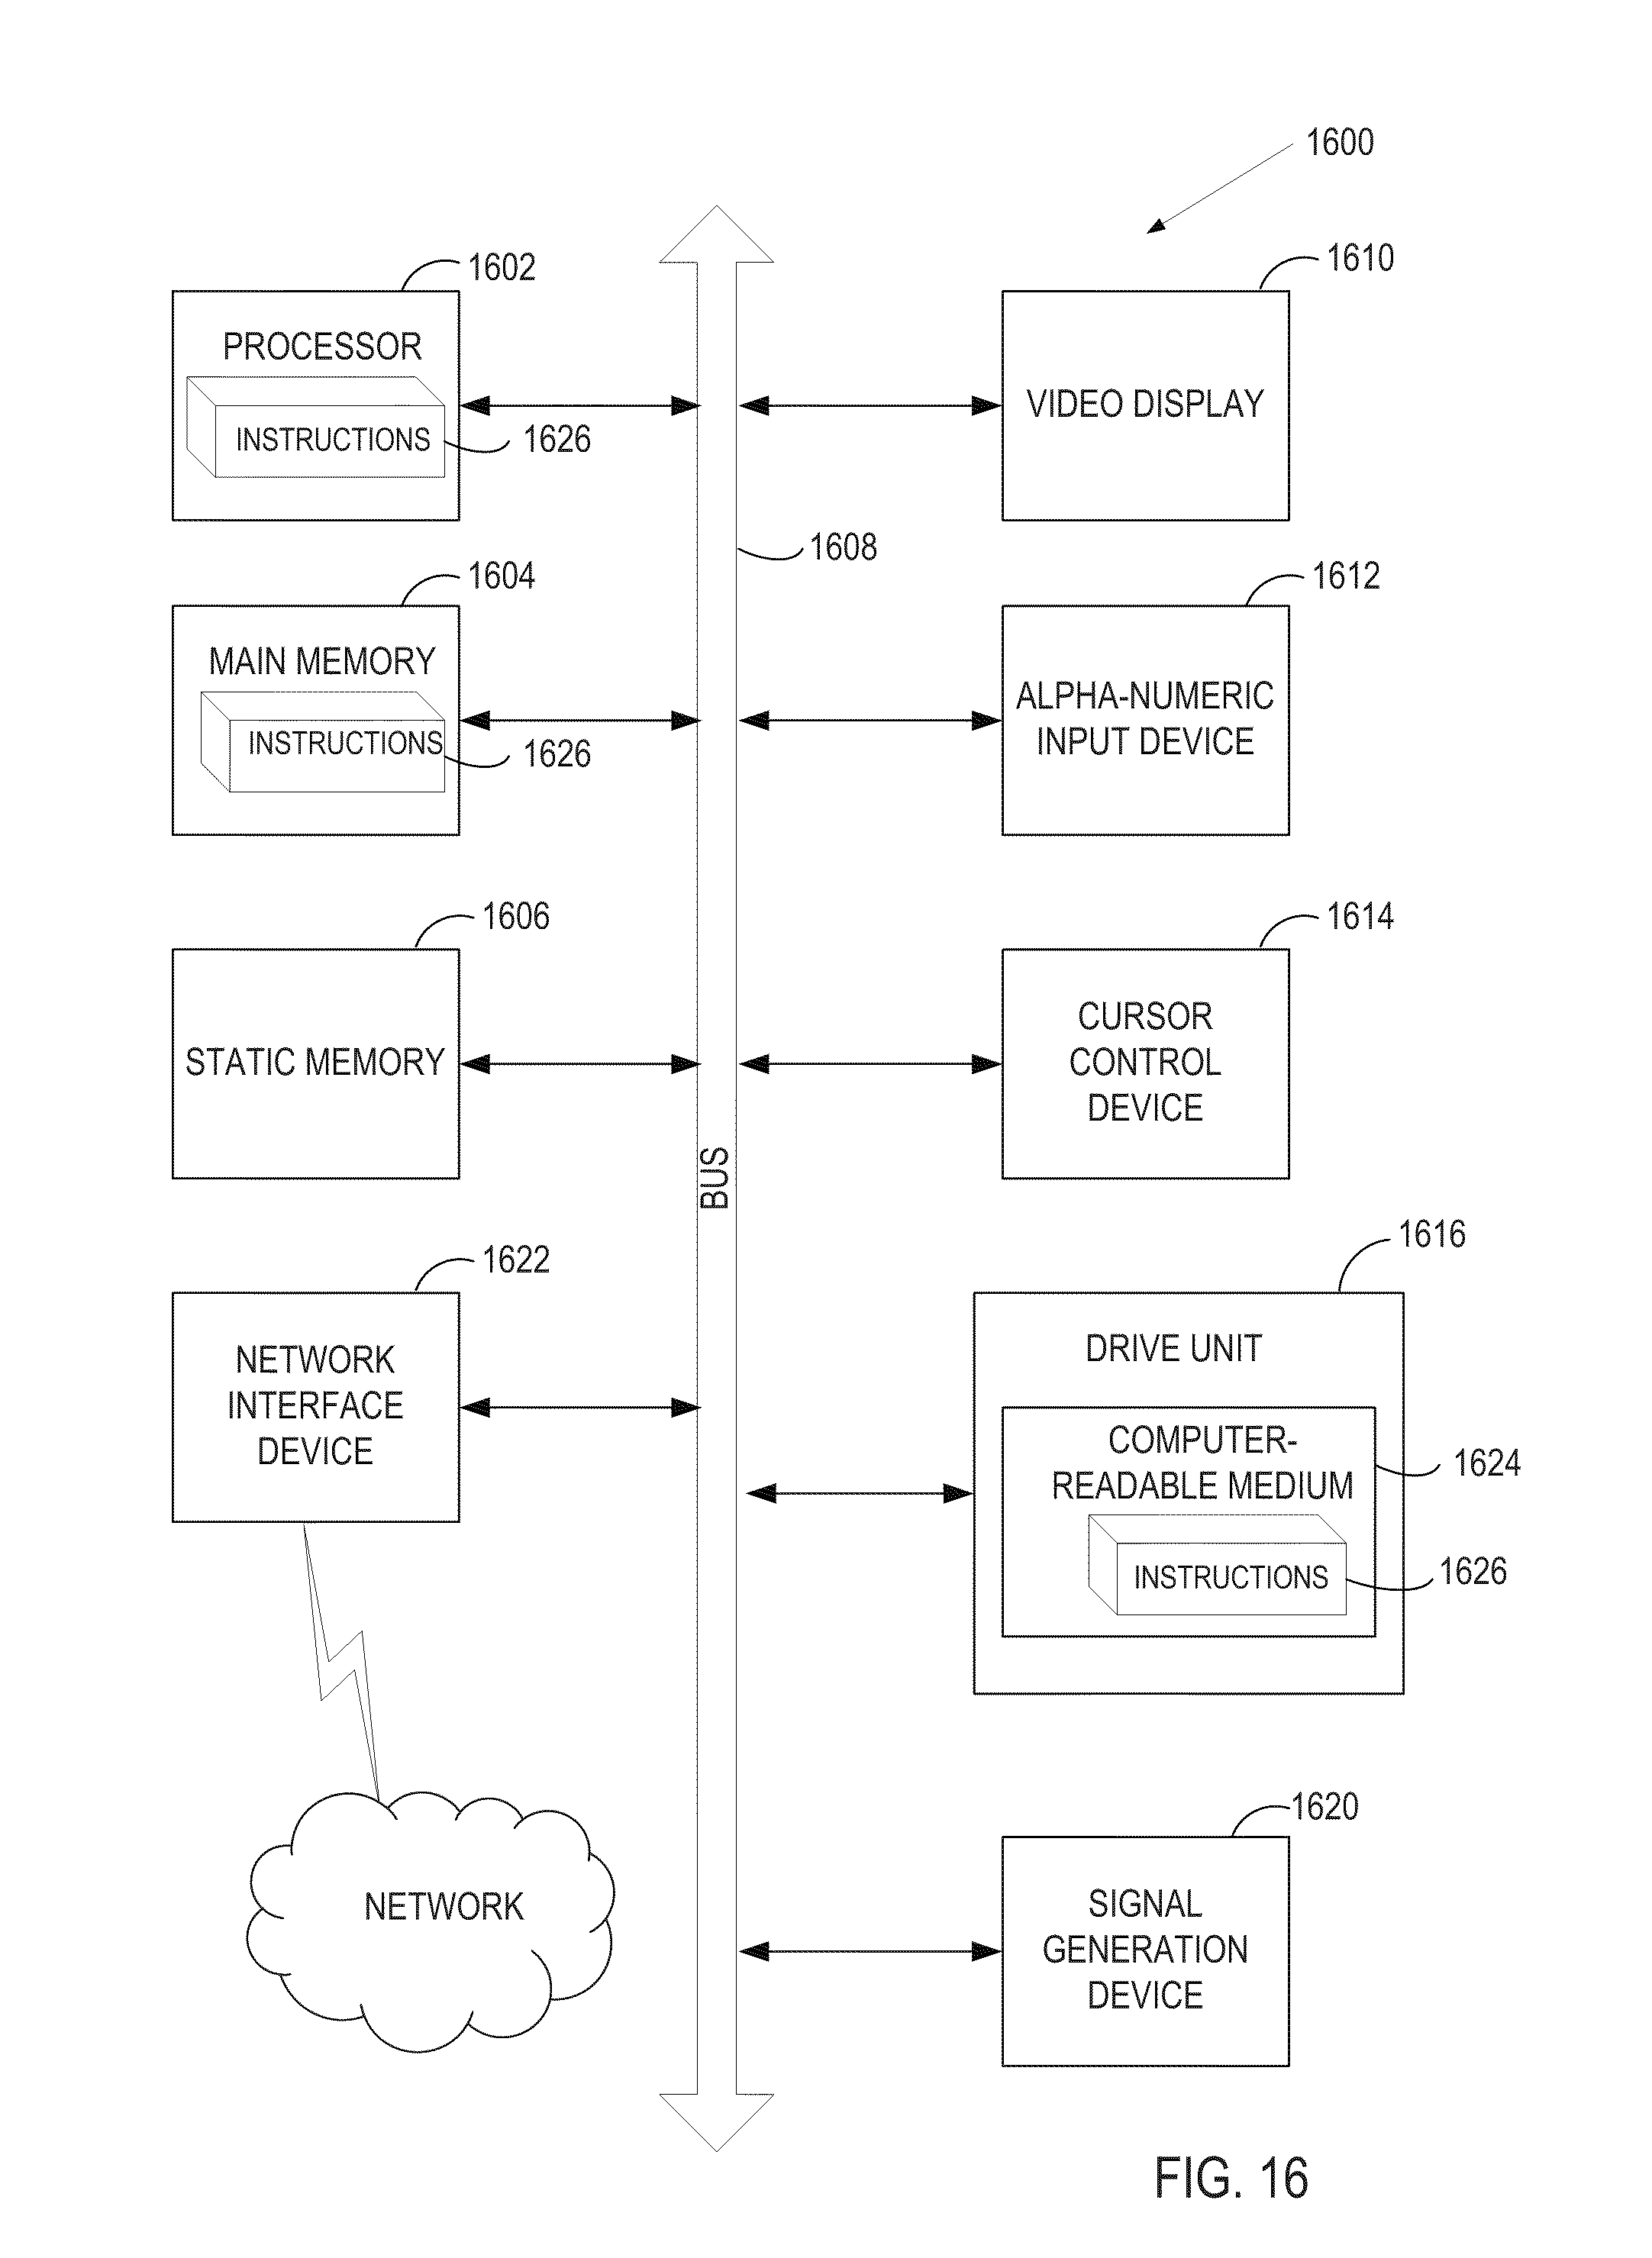 1600
1602
PROCESSOR
INSTRUCTIONS
1626
1610
VIDEO DISPLAY
1608
1604
MAIN MEMORY
INSTRUCTIONS
1626
1612
ALPHA-NUMERIC
INPUT DEVICE
1606
STATIC MEMORY
1614
CURSOR
CONTROL
DEVICE
BUS
1622
NETWORK
INTERFACE
DEVICE
1616
DRIVE UNIT
COMPUTER-
READABLE MEDIUM
1624
INSTRUCTIONS
1626
NETWORK
1620
SIGNAL
GENERATION
DEVICE
FIG. 16